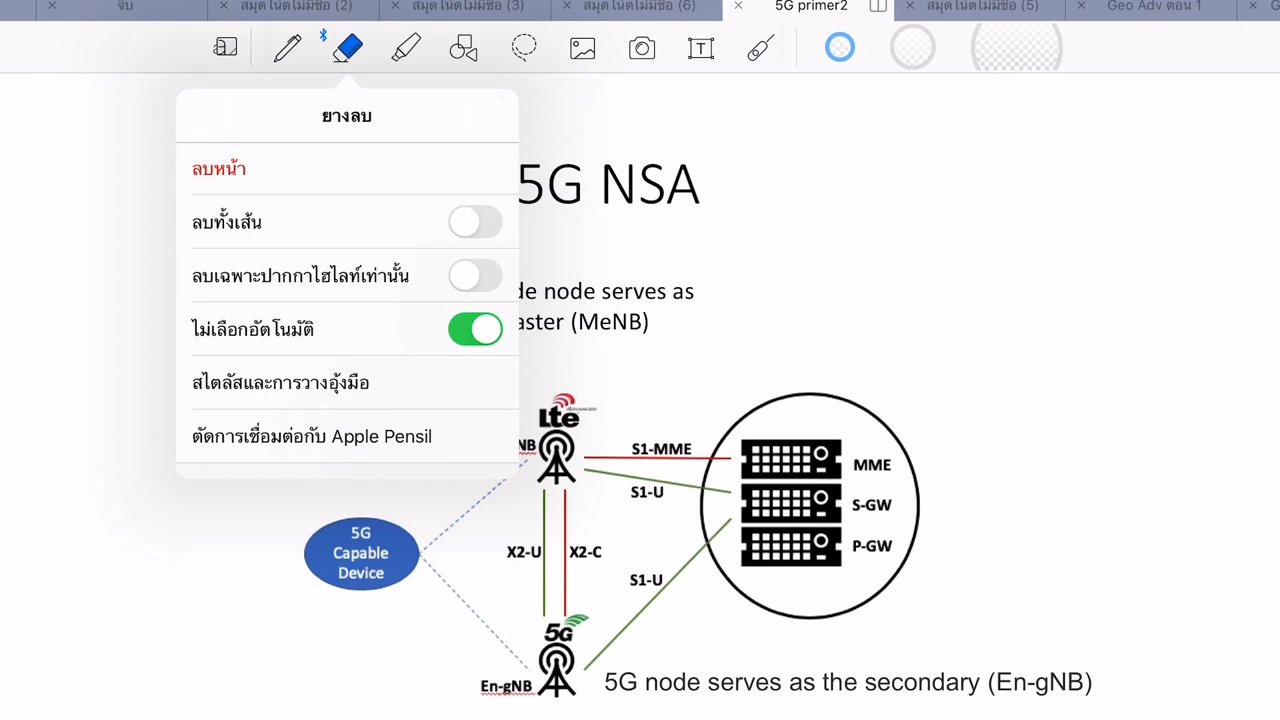 จีบ
สมุดโน้ตไม่มีชื่อ (2)
สมุดโน้ตไม่มีชื่อ (3)
สมุดโน้ตไม่มีชื่อ (6)
5G primer2
สมุดโน้ตไม่มีชื่อ (5)
Geo Adv ตอน 1
ยางลบ
ลบหน้า
ลบทั้งเส้น
ลบเฉพาะปากกาไฮไลท์เท่านั้น
ไม่เลือกอัตโนมัติ
สไตลัสและการวางอุ้งมือ
ตัดการเชื่อมต่อกับ Apple Pensil
5G NSA
de node serves as
aster (MeNB)
Lte
ADVANCED
NB
S1-MME
S1-U
MME
S-GW
P-GW
5G
Capable
Device
X2-U
X2-C
S1-U
5G
En-gNB
5G node serves as the secondary (En-gNB)